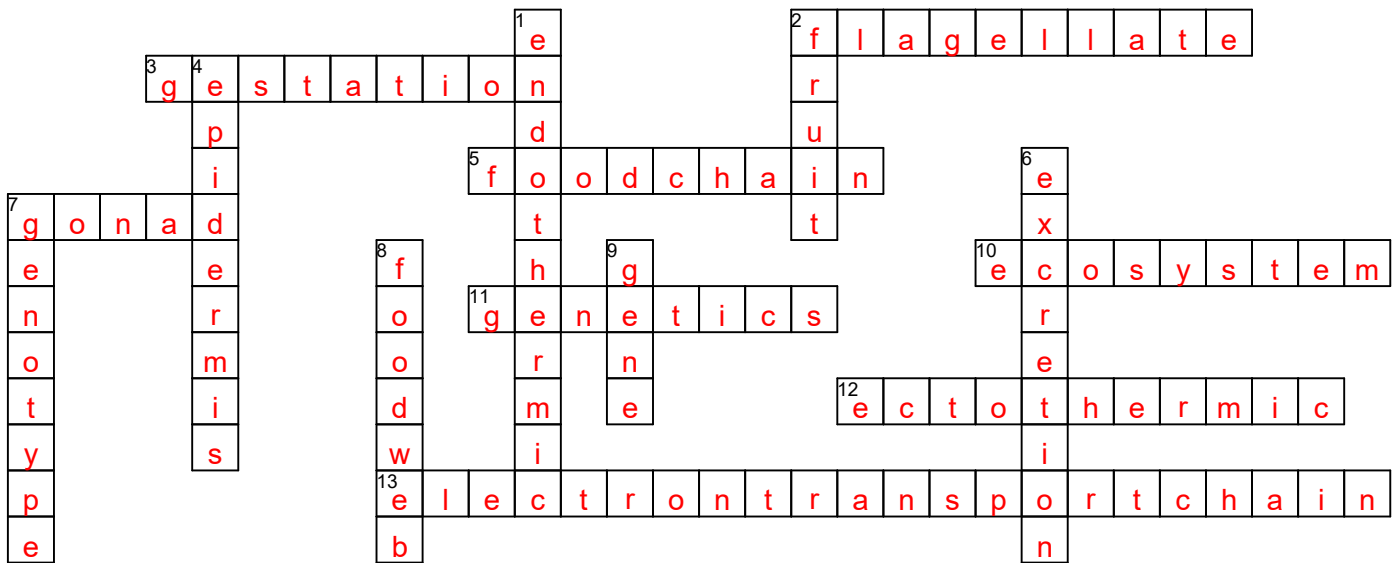 1 e 2 f l a g e l l a t e
3 g 4 e s t a t i o n r
p d u
i 5 f o o d c h a i n 6 e
7 g o n a d t t x
e e 8 f h 9 g 10 e c o s y s t e m
n r o 11 g e n e t i c s r
o m o r n e
t i d m e 12 e c t o t h e r m i c
y s w i i
p 13 e l e c t r o n t r a n s p o r t c h a i n
e b n